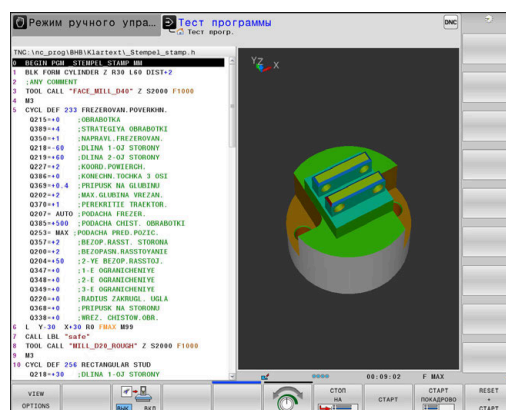 Режим ручного упра…
Тест программы
Тест прогр.
DNC
TNC:\nc_prog\BHB\Klartext\_Stempel_stamp.h
0 BEGIN PGM _STEMPEL_STAMP MM
1 BLK FORM CYLINDER Z R30 L60 DIST+2
2 ;ANY COMMENT
3 TOOL CALL "FACE_MILL_D40" Z S2000 F1000
4 M3
5 CYCL DEF 233 FREZEROVAN.POVERKHN.
Q215=+0 ;OBRABOTKA
Q389=+4 ;STRATEGIYA OBRABOTKI
Q350=+1 ;NAPRAVL.FREZEROVAN.
Q218=-60 ;DLINA 1-OJ STORONY
Q219=+60 ;DLINA 2-OJ STORONY
Q227=+2 ;KOORD.POWIERCH.
Q386=+0 ;KONECHN.TOCHKA 3 OSI
Q369=+0.4 ;PRIPUSK NA GLUBINU
Q202=+2 ;MAX.GLUBINA VREZAN.
Q370=+1 ;PEREKRITIE TRAEKTOR.
Q207= AUTO ;PODACHA FREZER.
Q385=+500 ;PODACHA CHIST. OBRABOTKI
Q253= MAX ;PODACHA PRED.POZIC.
Q357=+2 ;BEZOP.RASST. STORONA
Q200=+2 ;BEZOPASN.RASSTOYANIE
Q204=+50 ;2-YE BEZOP.RASSTOJ.
Q347=+0 ;1-E OGRANICHENIYE
Q348=+0 ;2-E OGRANICHENIYE
Q349=+0 ;3-E OGRANICHENIYE
Q220=+0 ;RADIUS ZAKRUGL. UGLA
Q368=+0 ;PRIPUSK NA STORONU
Q338=+0 ;WREZ. CHISTOW.OBR.
6 L Y-30 X+30 R0 FMAX M99
7 CALL LBL "safe"
8 TOOL CALL "MILL_D20_ROUGH" Z S2000 F1000
9 M3
10 CYCL DEF 256 RECTANGULAR STUD
Q218=+30 ;DLINA 1-OJ STORONY
YZ X
0000 00:09:02 F MAX
VIEW
OPTIONS
ВЫК ВКЛ
СТОП
НА
СТАРТ
СТАРТ
ПОКАДРОВО
RESET
+
СТАРТ